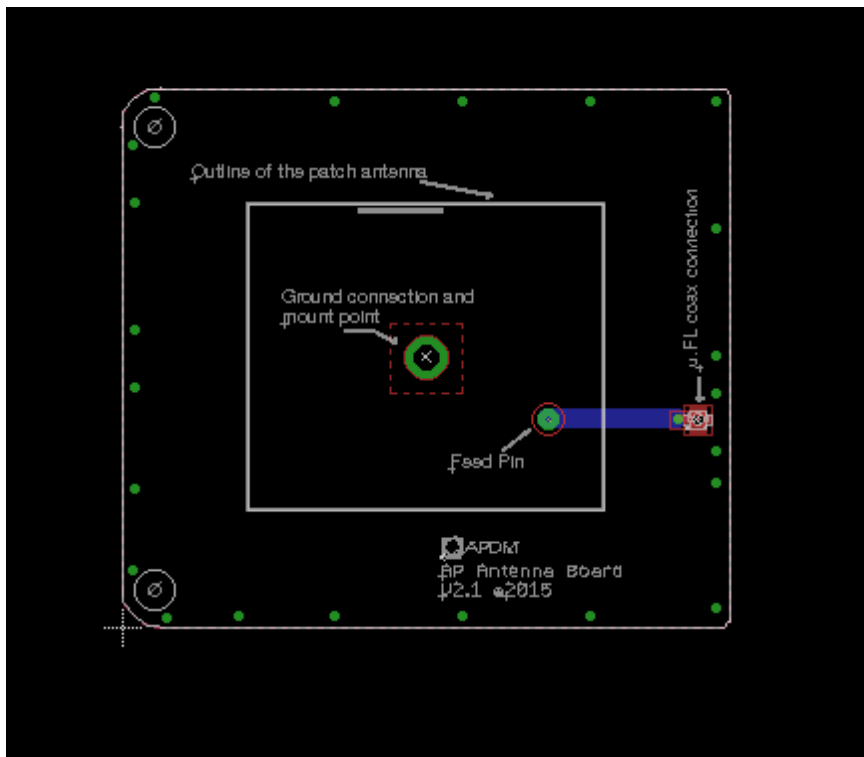 Outline of the patch antenna
Ground connection and
mount point
µ.FL coax connection
Feed Pin
APDM
AP Antenna Board
V2.1 ©2015